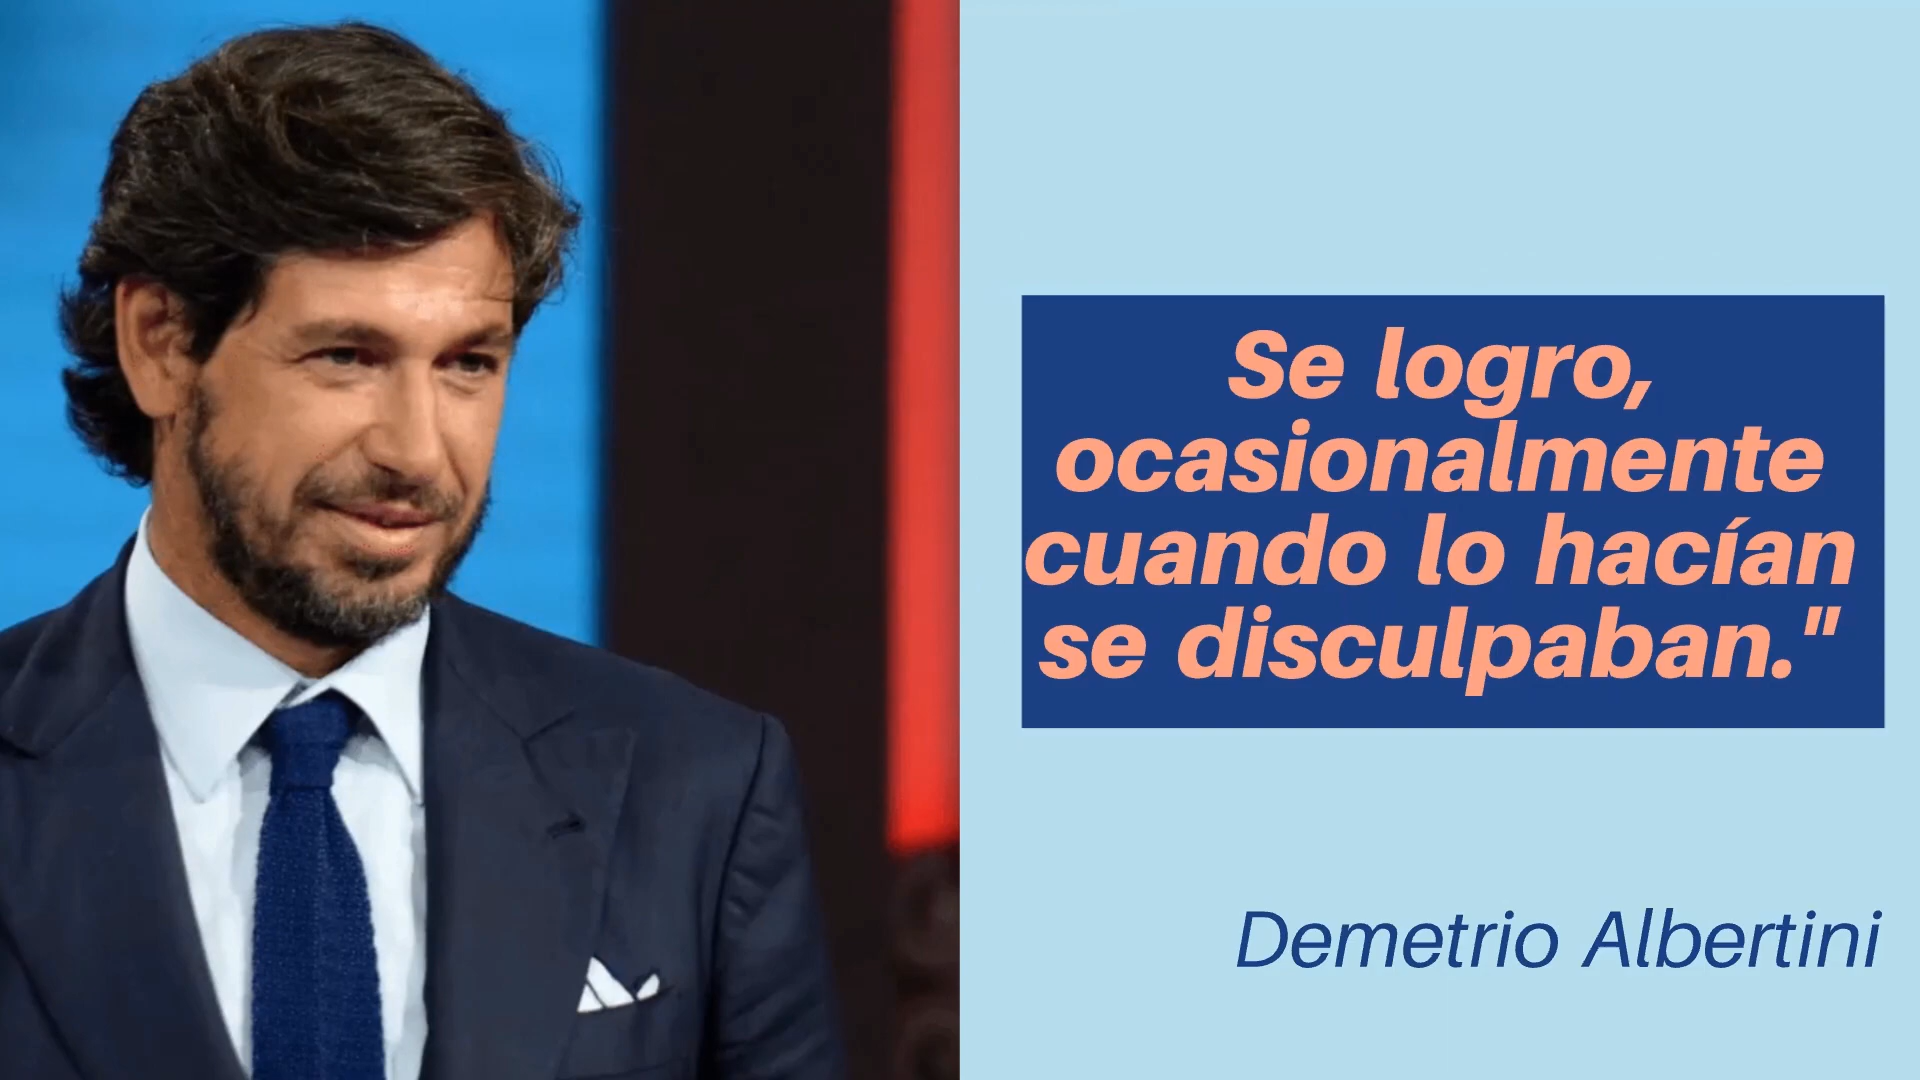 Se logro,
ocasionalmente
cuando lo hacían
se disculpaban."
Demetrio Albertini